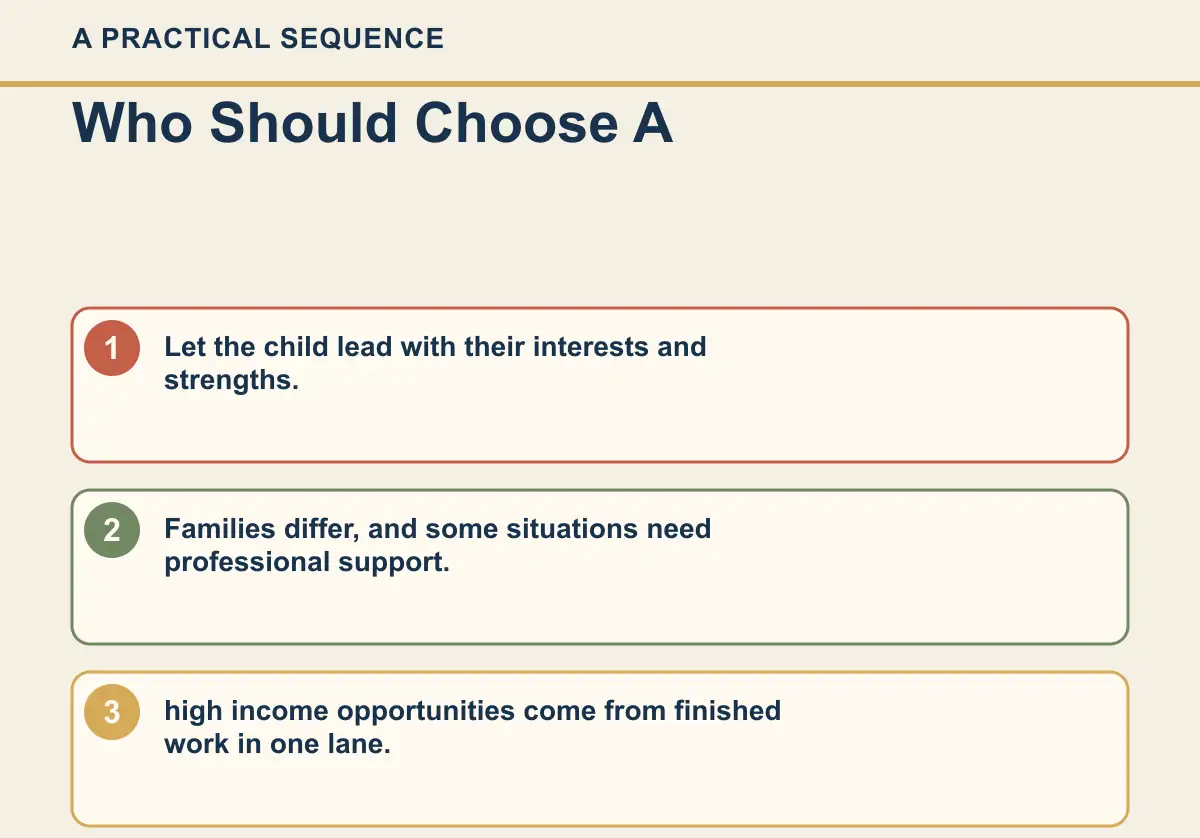 A PRACTICAL SEQUENCE
Who Should Choose A
1
Let the child lead with their interests and
strengths.
2
Families differ, and some situations need
professional support.
3
high income opportunities come from finished
work in one lane.